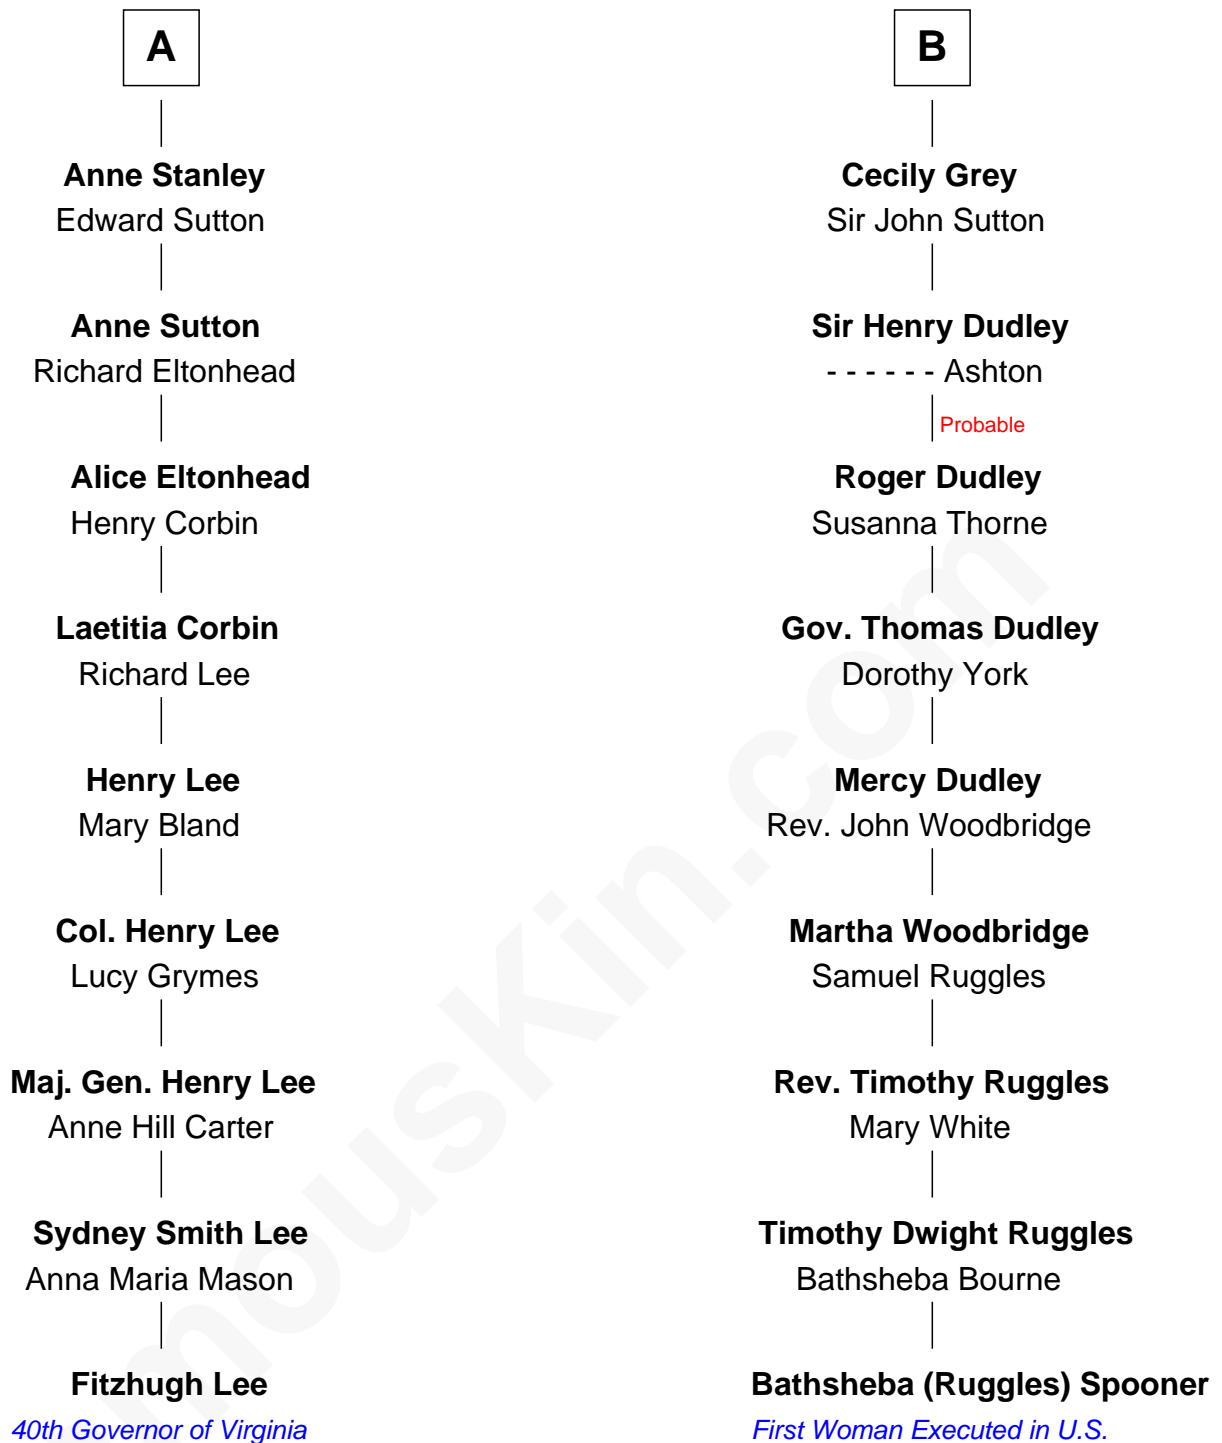 A
Anne Stanley
Edward Sutton
Anne Sutton
Richard Eltonhead
Alice Eltonhead
Henry Corbin
Laetitia Corbin
Richard Lee
Henry Lee
Mary Bland
Col. Henry Lee
Lucy Grymes
Maj. Gen. Henry Lee
Anne Hill Carter
Sydney Smith Lee
Anna Maria Mason
Fitzhugh Lee
40th Governor of Virginia
B
Cecily Grey
Sir John Sutton
Sir Henry Dudley
- - - - - - Ashton
Probable
Roger Dudley
Susanna Thorne
Gov. Thomas Dudley
Dorothy York
Mercy Dudley
Rev. John Woodbridge
Martha Woodbridge
Samuel Ruggles
Rev. Timothy Ruggles
Mary White
Timothy Dwight Ruggles
Bathsheba Bourne
Bathsheba (Ruggles) Spooner
First Woman Executed in U.S.
mousKin.com